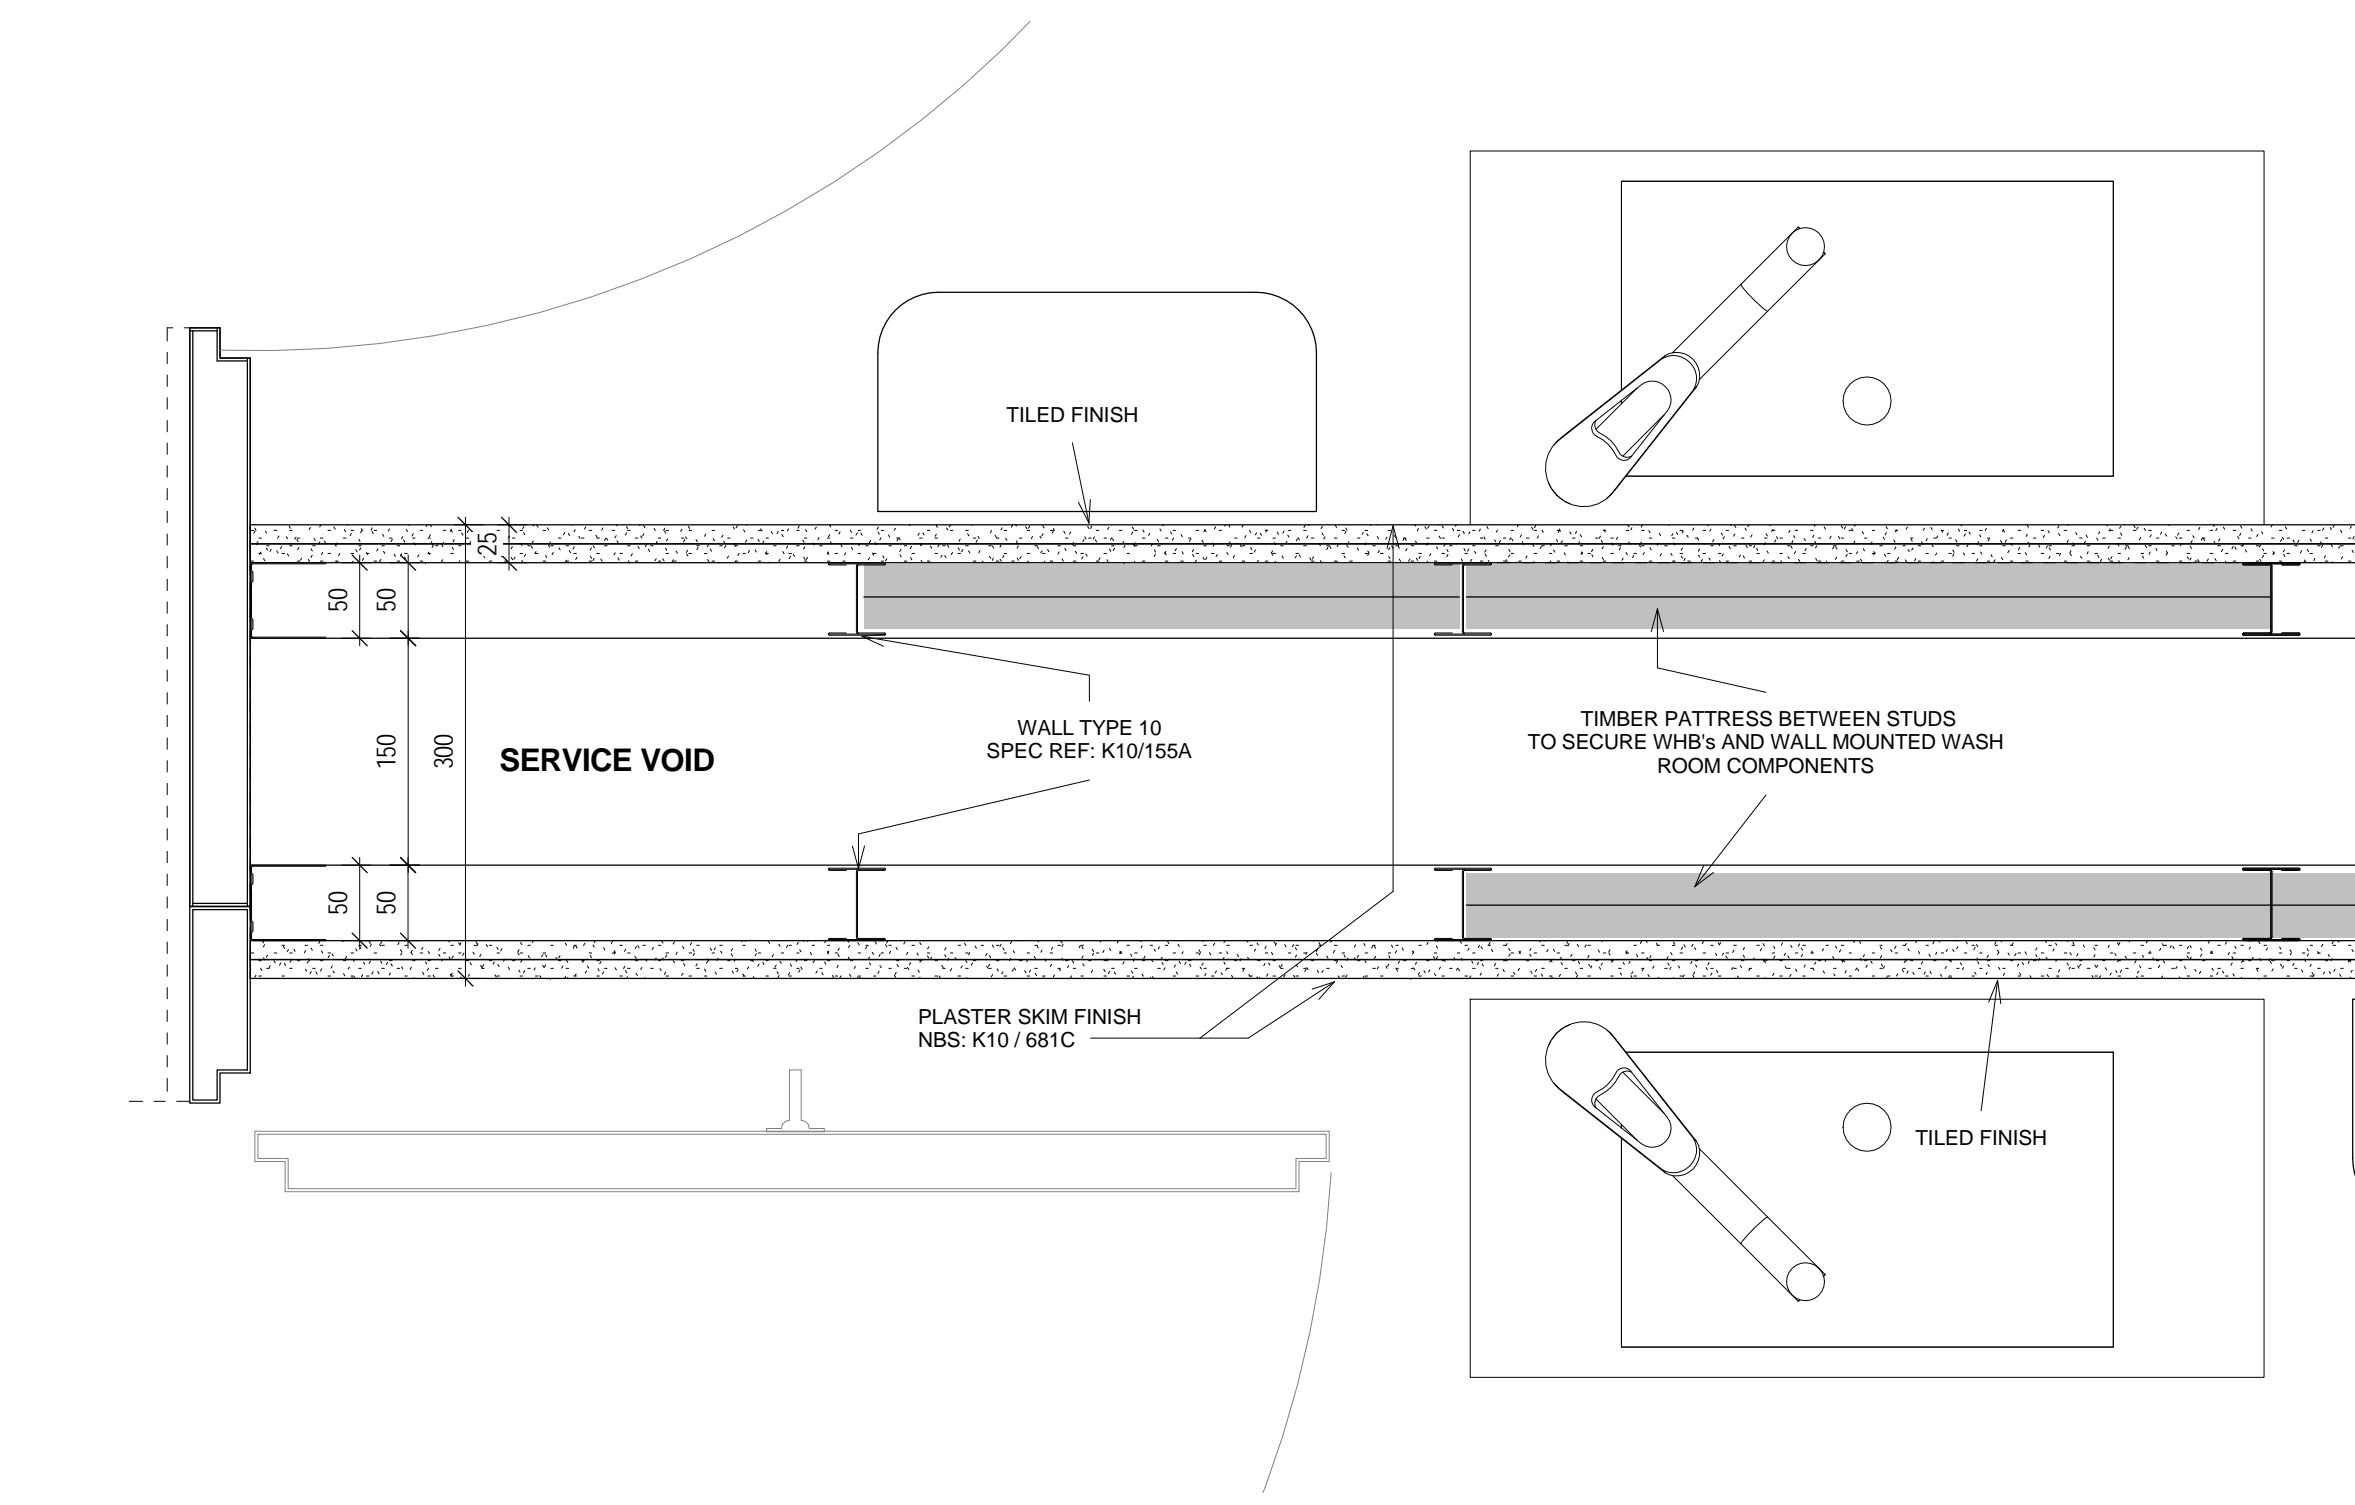 TILED FINISH
25
50
50
150
300
SERVICE VOID
WALL TYPE 10
SPEC REF: K10/155A
TIMBER PATTRESS BETWEEN STUDS
TO SECURE WHB's AND WALL MOUNTED WASH
ROOM COMPONENTS
50
50
PLASTER SKIM FINISH
NBS: K10 / 681C
TILED FINISH